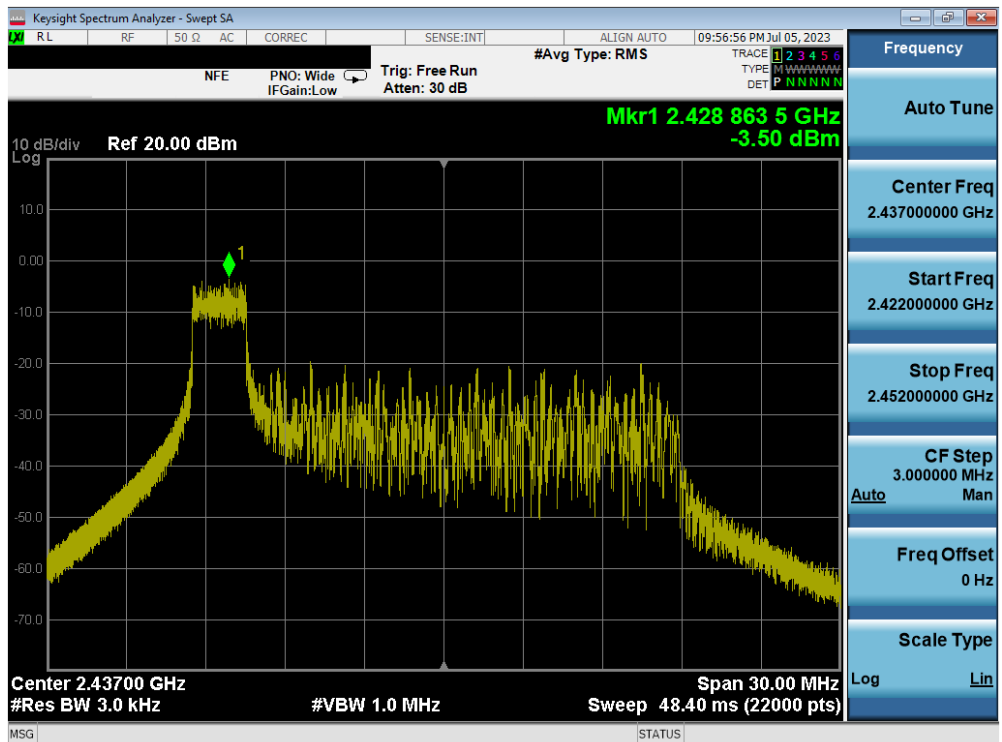 Keysight Spectrum Analyzer - Swept SA
LXI RL RF 50 Ω AC CORREC SENSE:INT ALIGN AUTO 09:56:56 PM Jul 05, 2023
NFE PNO: Wide Trig: Free Run #Avg Type: RMS TRACE 1 2 3 4 5 6
IFGain:Low Atten: 30 dB TYPE M W W W W W
DET P N N N N N
Mkr1 2.428 863 5 GHz
-3.50 dBm
10 dB/div Ref 20.00 dBm
Log
1
10.0
0.00
-10.0
-20.0
-30.0
-40.0
-50.0
-60.0
-70.0
Center 2.43700 GHz Span 30.00 MHz
#Res BW 3.0 kHz #VBW 1.0 MHz Sweep 48.40 ms (22000 pts)
MSG STATUS
Frequency
Auto Tune
Center Freq
2.437000000 GHz
Start Freq
2.422000000 GHz
Stop Freq
2.452000000 GHz
CF Step
3.000000 MHz
Auto Man
Freq Offset
0 Hz
Scale Type
Log Lin